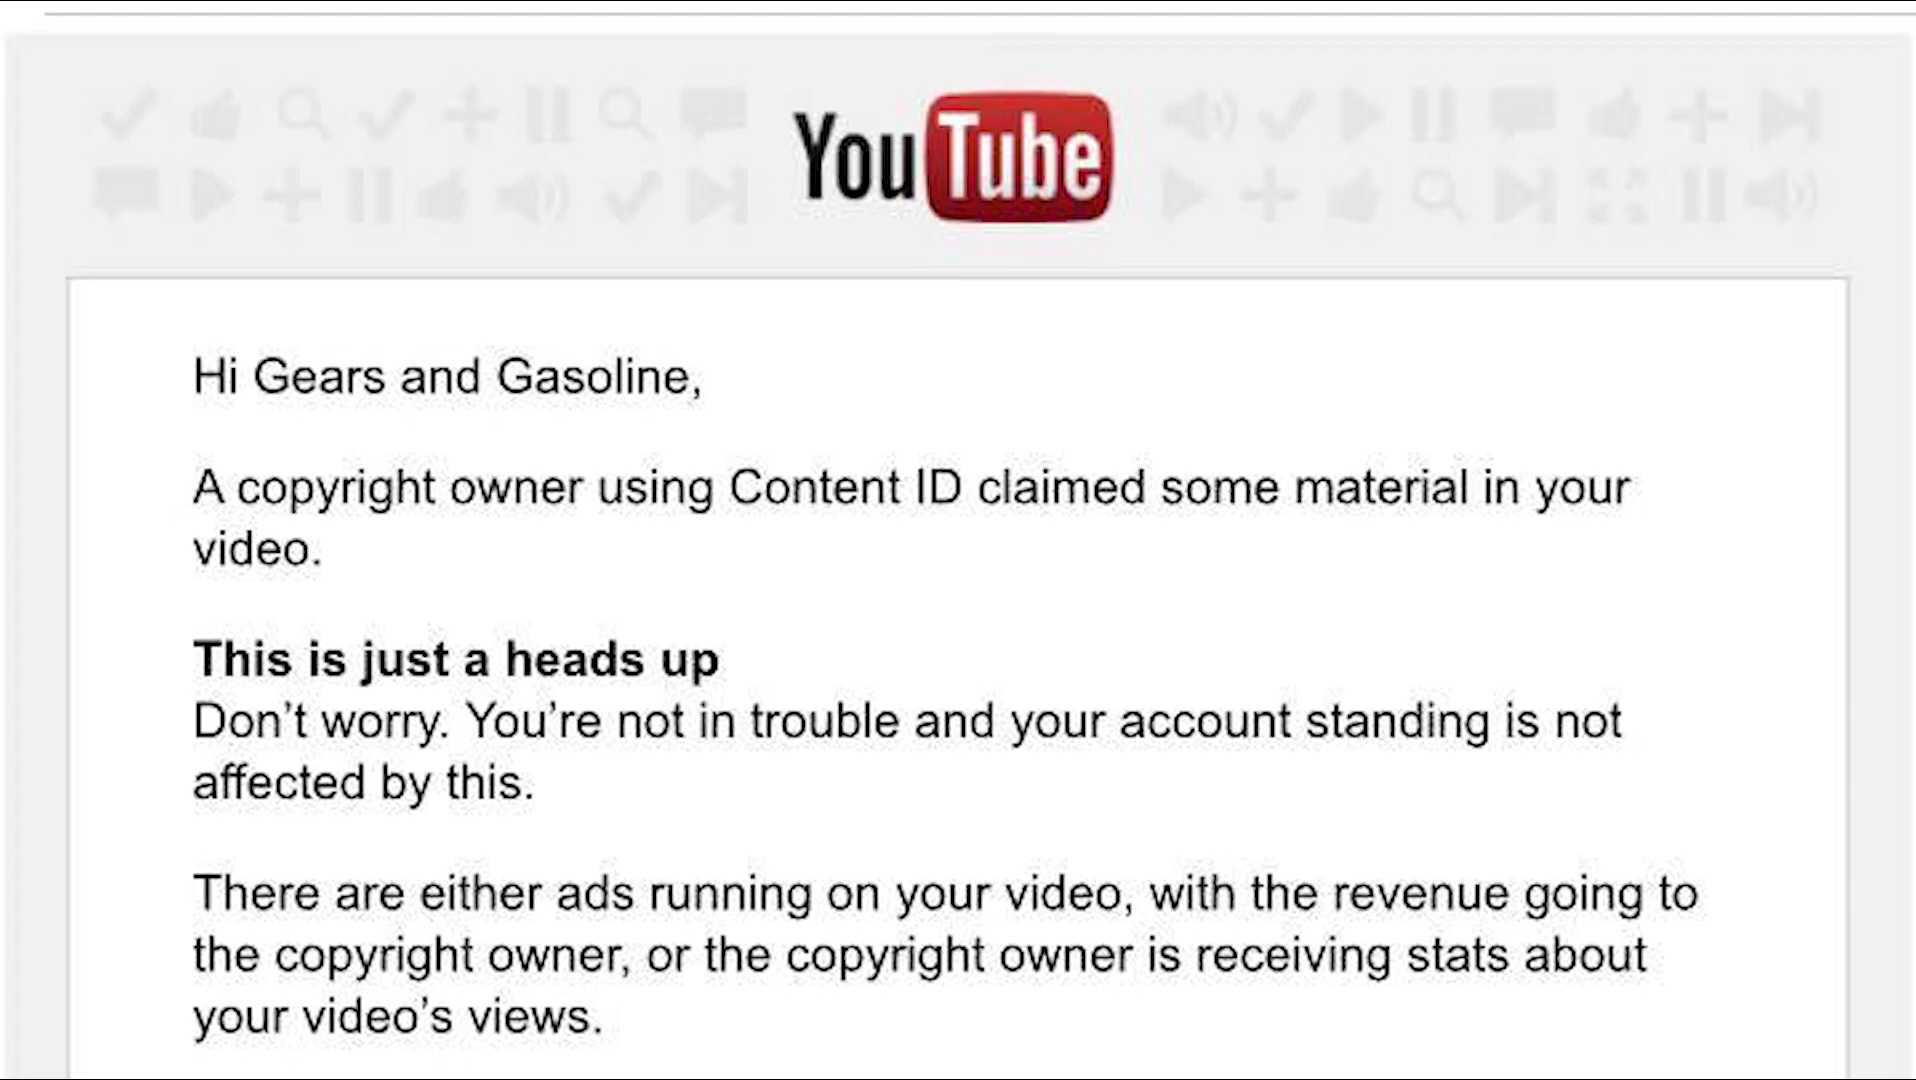 YouTube
Hi Gears and Gasoline,
A copyright owner using Content ID claimed some material in your
video.
This is just a heads up
Don’t worry. You’re not in trouble and your account standing is not
affected by this.
There are either ads running on your video, with the revenue going to
the copyright owner, or the copyright owner is receiving stats about
your video’s views.